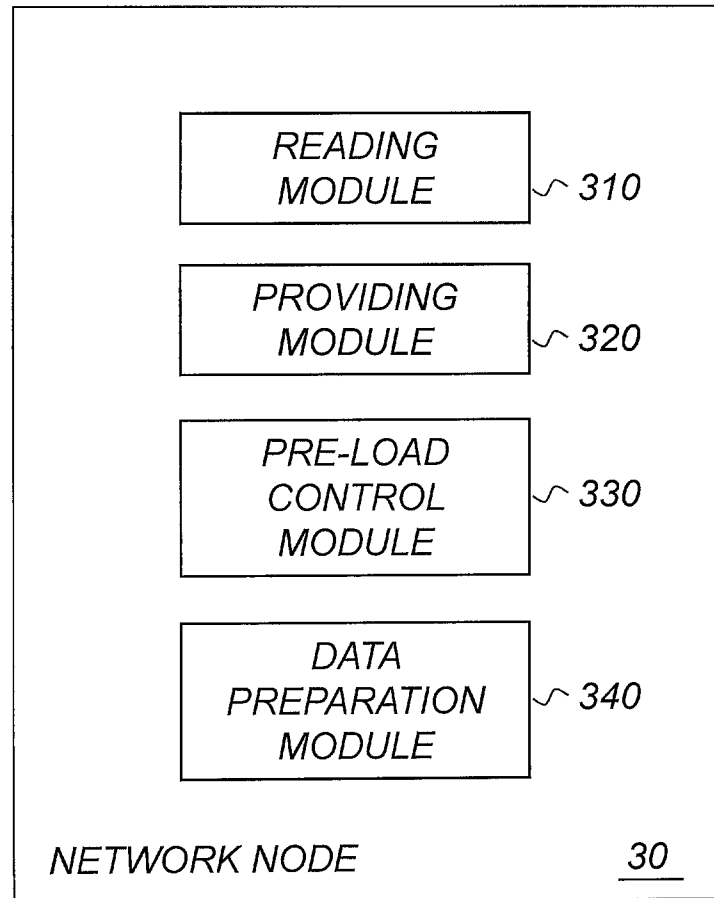 READING
MODULE
310
PROVIDING
MODULE
320
PRE-LOAD
CONTROL
MODULE
330
DATA
PREPARATION
MODULE
340
NETWORK NODE
30